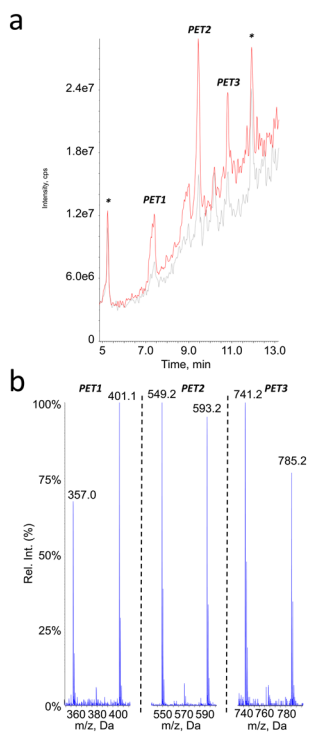 a
PET2
*
PET3
*
PET1
Intensity, cps
2.4e7
1.8e7
1.2e7
6.0e6
0
5 7.0 9.0 11.0 13.0
Time, min
b
PET1 PET2 PET3
401.1 549.2 593.2 741.2 785.2 357.0
100%
75%
50%
25%
0%
Rel. Int. (%)
360 380 400 550 570 590 740 760 780
m/z, Da m/z, Da m/z, Da